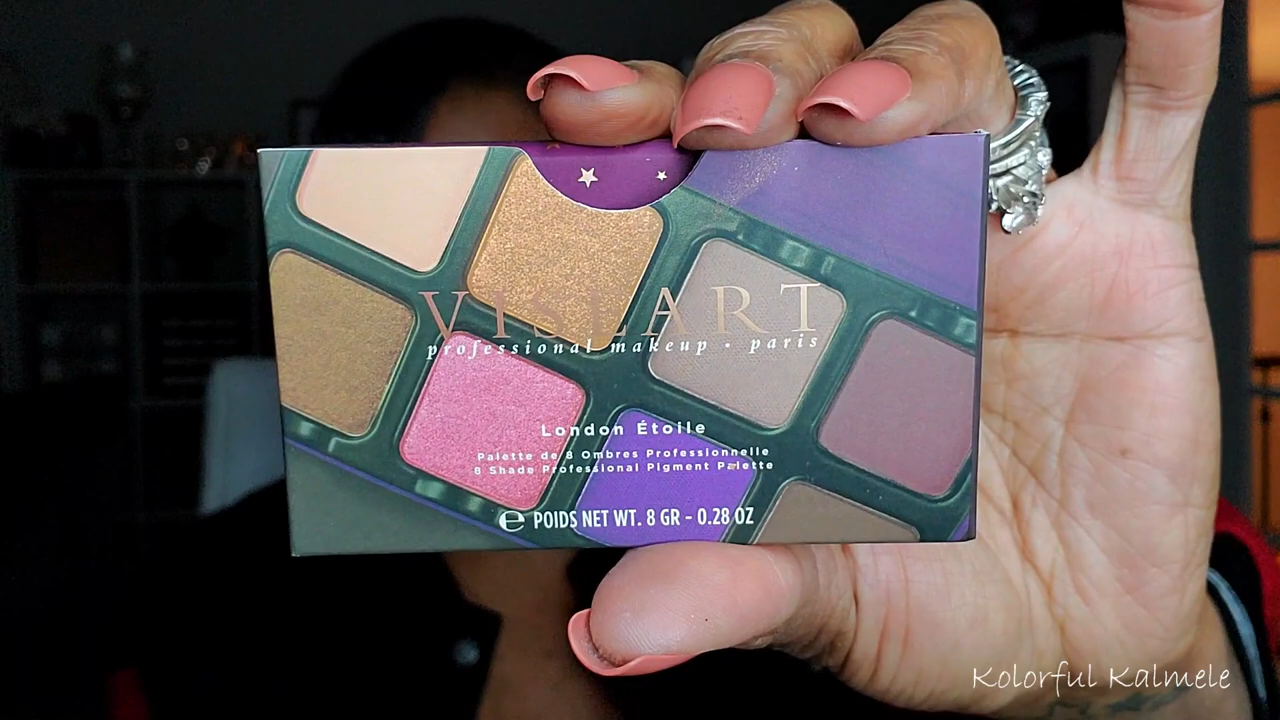 VISEART
professional makeup · paris
London Étoile
Palette de 8 Ombres Professionnelle
8 Shade Professional Pigment Palette
℮ POIDS NET WT. 8 GR - 0.28 OZ
Kolorful Kalmele